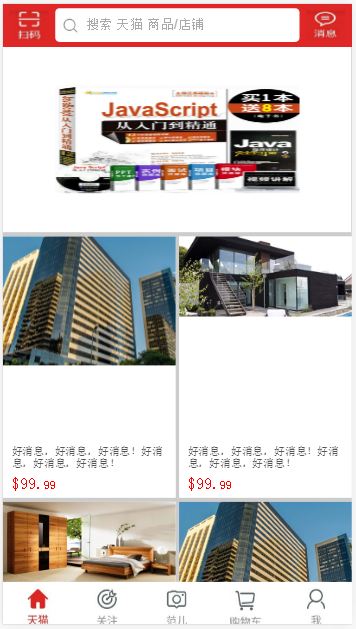 搜索 天猫 商品/店铺
扫码
消息
JavaScript
从入门到精通
买1本
送8本
(电子书)
Java
PPT
视频讲解
好消息, 好消息, 好消息! 好消息, 好消息, 好消息!
$99.99
好消息, 好消息, 好消息! 好消息, 好消息, 好消息!
$99.99
天猫
关注
范儿
购物车
我